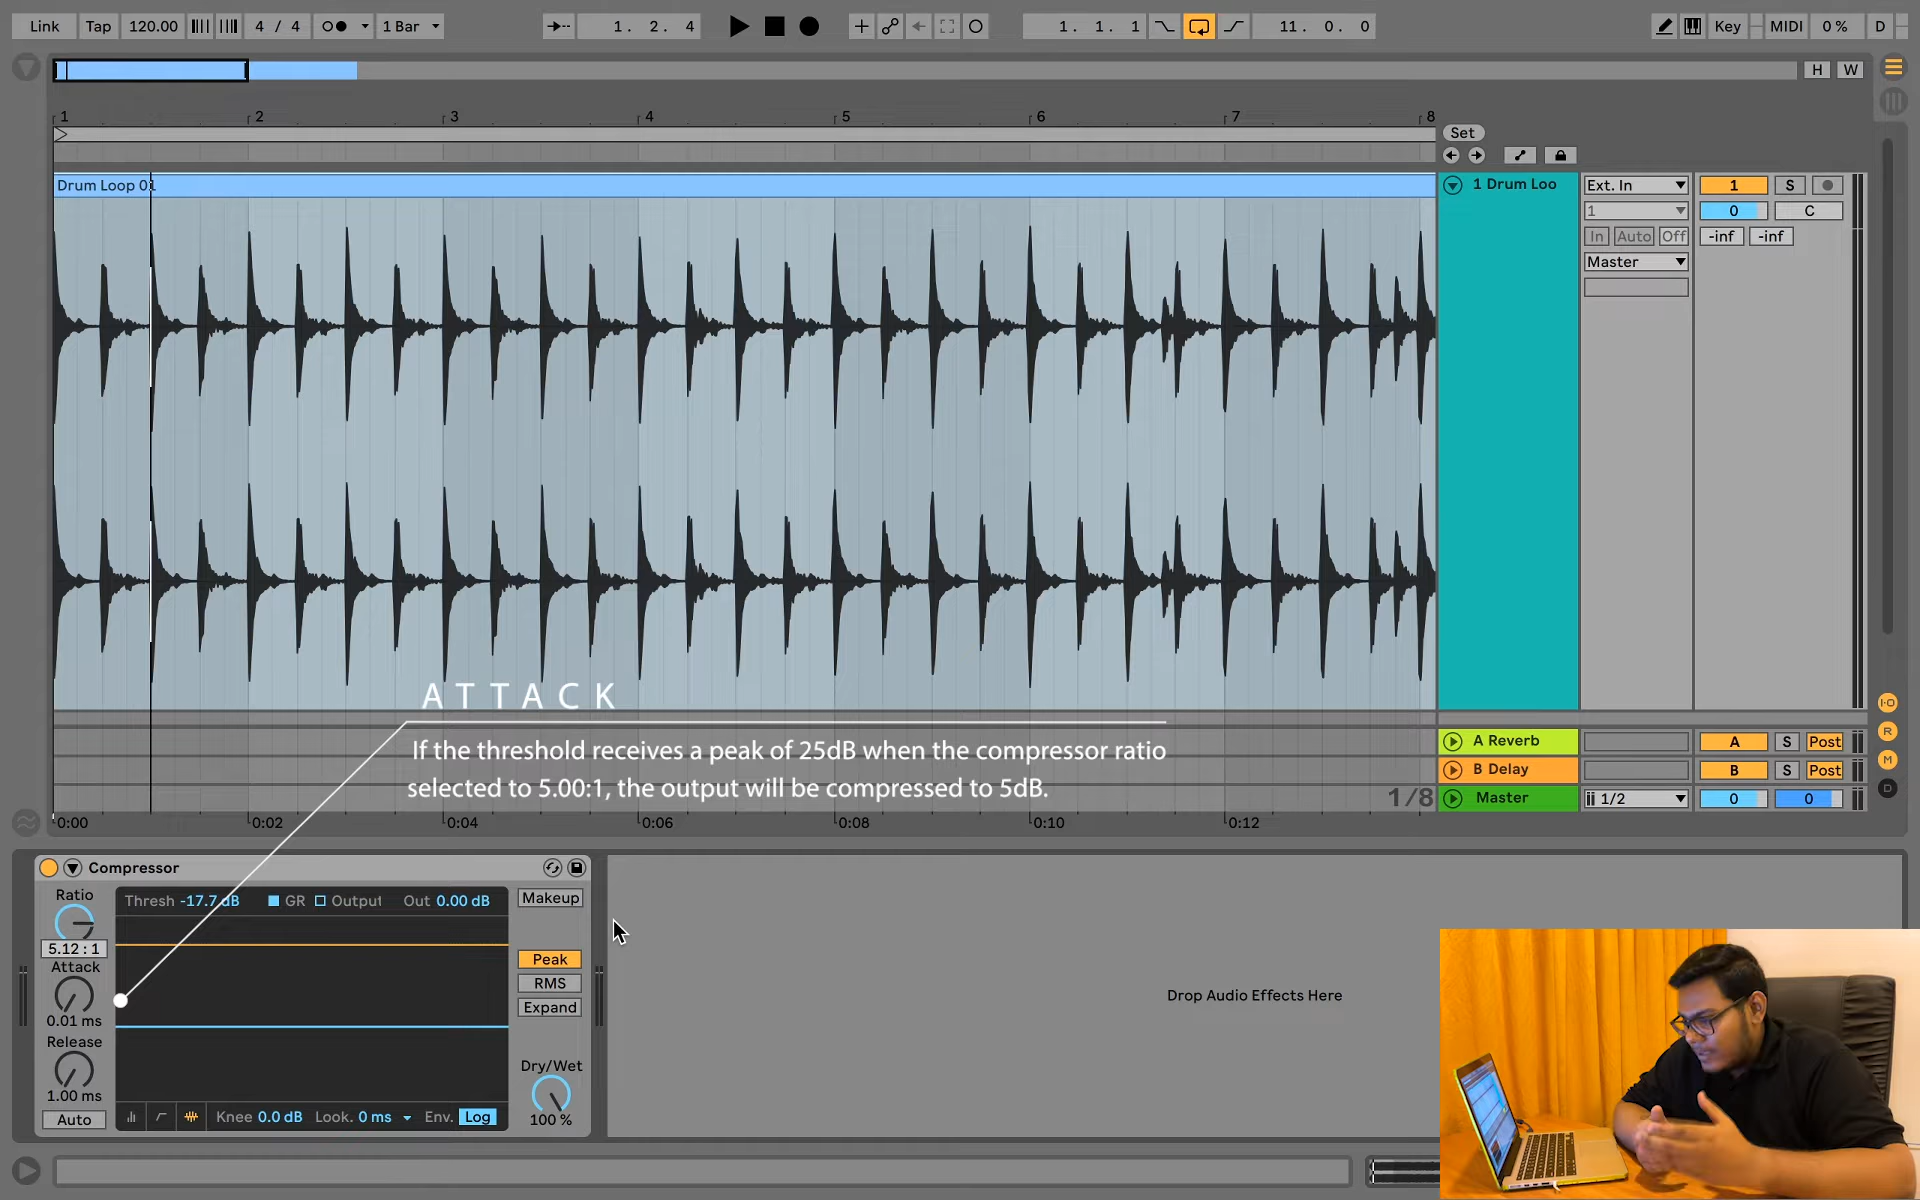 Link Tap 120.00 4 / 4 1 Bar 1. 2. 4 1. 1. 1 11. 0. 0 Key MIDI 0 % D
H W
1 2 3 4 5 6 7 8
Set
Drum Loop 01
1 Drum Loo Ext. In 1 S
1 0 C
In Auto Off -inf -inf
Master
ATTACK
If the threshold receives a peak of 25dB when the compressor ratio
selected to 5.00:1, the output will be compressed to 5dB.
A Reverb A S Post
B Delay B S Post
1/8 Master 1/2 0 0
I·O
R
M
D
0:00 0:02 0:04 0:06 0:08 0:10 0:12
Compressor
Ratio Thresh -17.7 dB GR Output Out 0.00 dB Makeup
5.12 : 1
Attack Peak
RMS
0.01 ms Expand
Release
1.00 ms Dry/Wet
Auto Knee 0.0 dB Look. 0 ms Env. Log 100 %
Drop Audio Effects Here